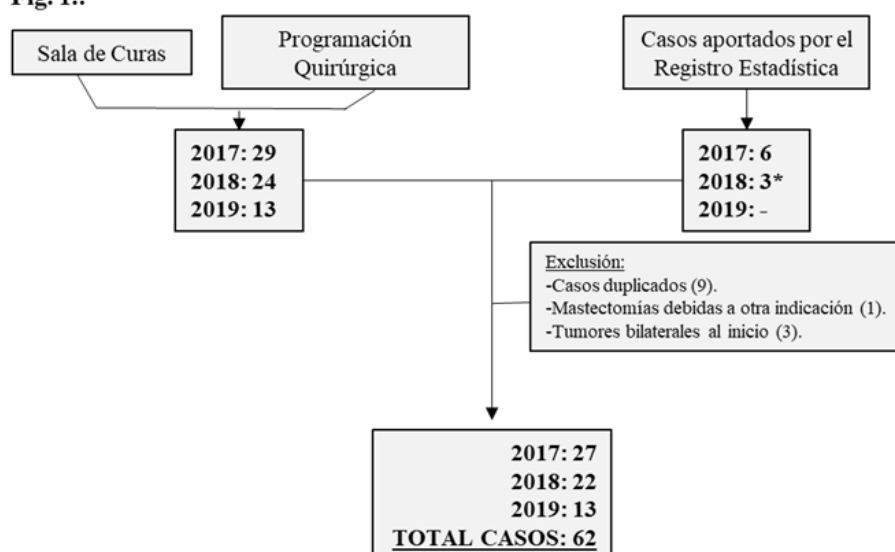 Fig. 1..
Sala de Curas
Programación
Quirúrgica
Casos aportados por el
Registro Estadística
2017: 29
2018: 24
2019: 13
2017: 6
2018: 3*
2019: -
Exclusión:
-Casos duplicados (9).
-Mastectomías debidas a otra indicación (1).
-Tumores bilaterales al inicio (3).
2017: 27
2018: 22
2019: 13
TOTAL CASOS: 62